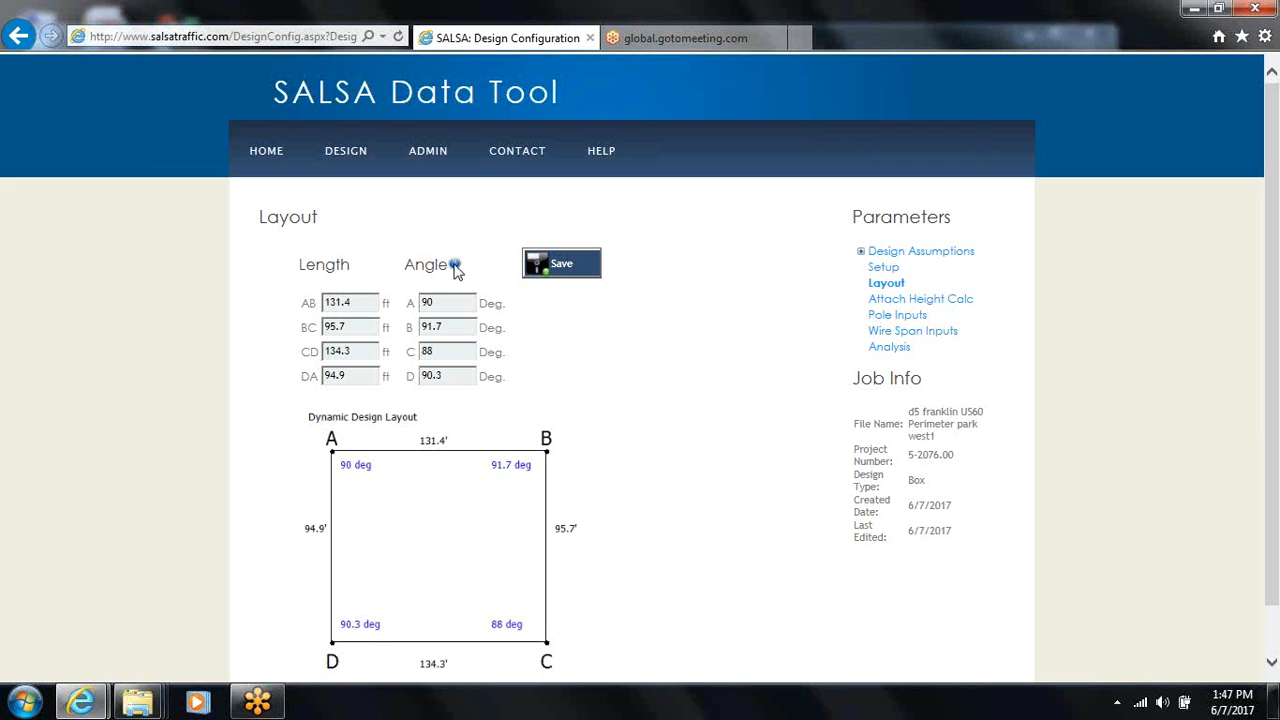 http://www.salsatraffic.com/DesignConfig.aspx?Desig
SALSA: Design Configuration
global.gotomeeting.com
SALSA Data Tool
HOME DESIGN ADMIN CONTACT HELP
Layout
Length Angle
Save
AB 131.4 ft A 90 Deg.
BC 95.7 ft B 91.7 Deg.
CD 134.3 ft C 88 Deg.
DA 94.9 ft D 90.3 Deg.
Dynamic Design Layout
A 131.4' B
90 deg 91.7 deg
94.9' 95.7'
90.3 deg 88 deg
D 134.3' C
Parameters
Design Assumptions
Setup
Layout
Attach Height Calc
Pole Inputs
Wire Span Inputs
Analysis
Job Info
File Name: d5 franklin US60
Perimeter park
west1
Project
Number: 5-2076.00
Design
Type: Box
Created
Date: 6/7/2017
Last
Edited: 6/7/2017
1:47 PM
6/7/2017